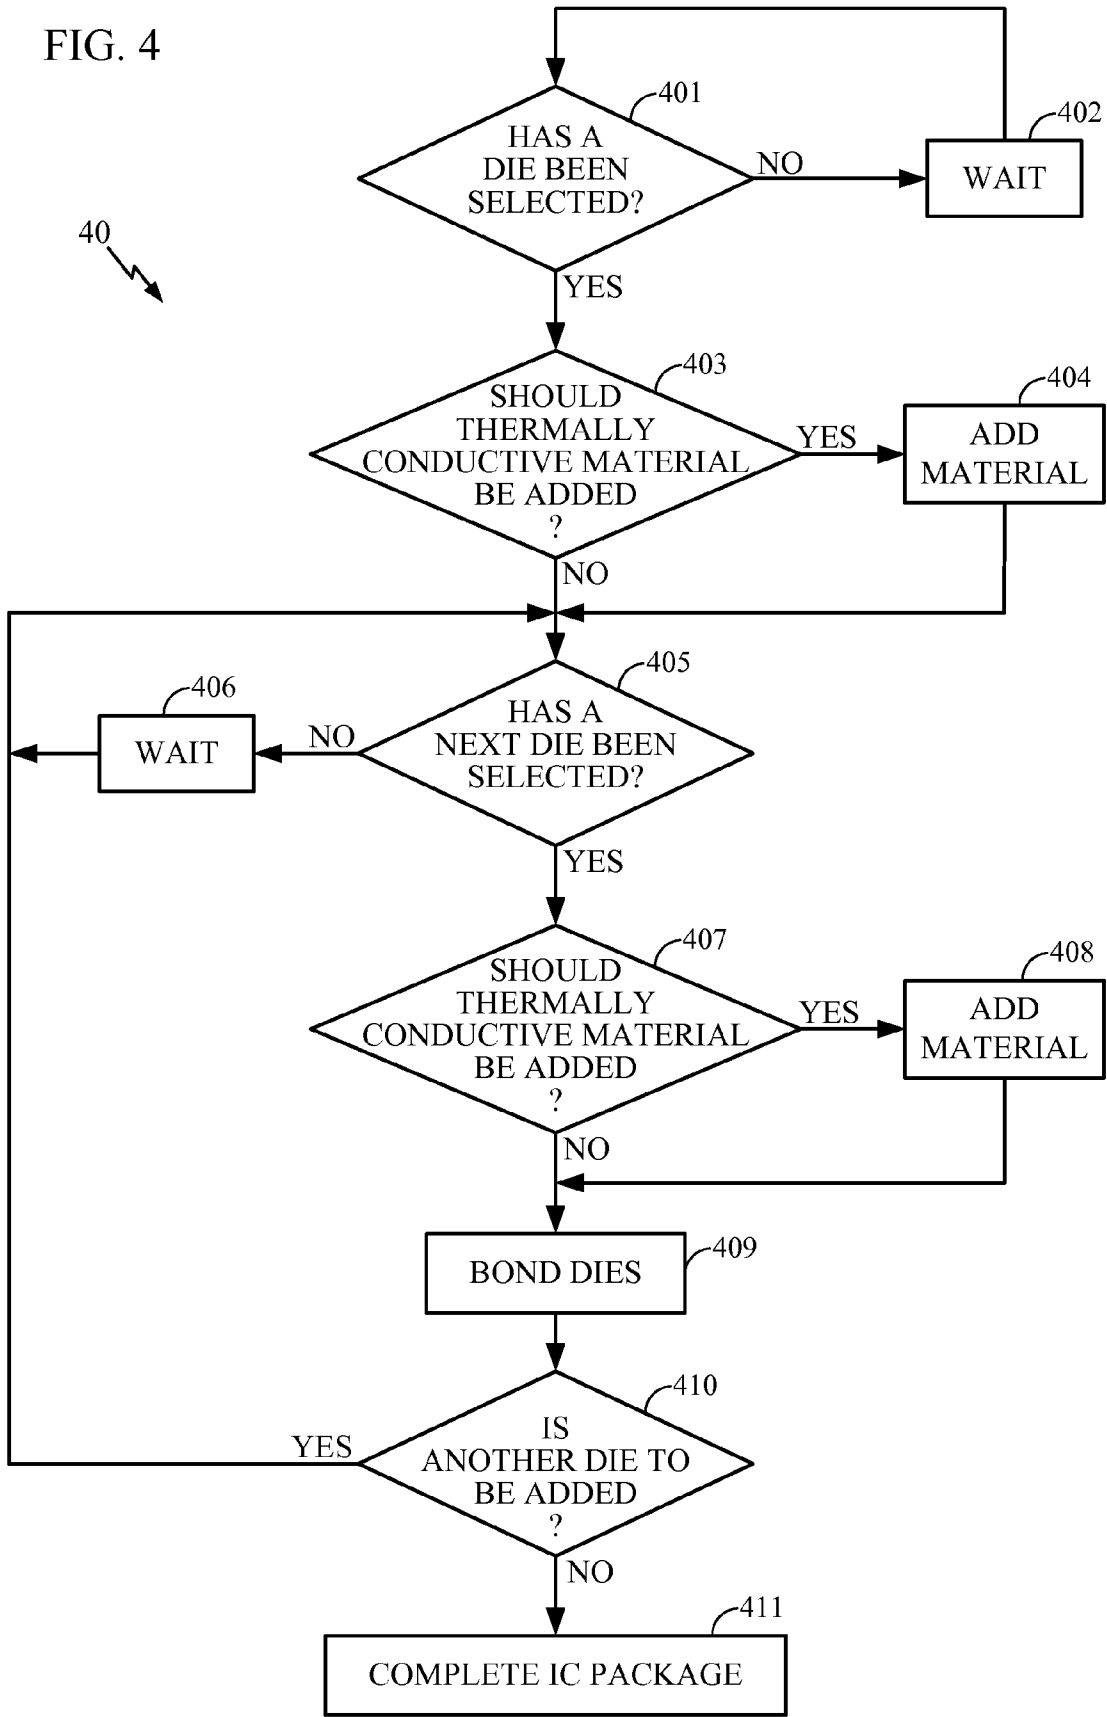 FIG. 4
40
401
HAS A
DIE BEEN
SELECTED?
NO
402
WAIT
YES
403
SHOULD
THERMALLY
CONDUCTIVE MATERIAL
BE ADDED
?
YES
404
ADD
MATERIAL
NO
405
HAS A
NEXT DIE BEEN
SELECTED?
NO
406
WAIT
YES
407
SHOULD
THERMALLY
CONDUCTIVE MATERIAL
BE ADDED
?
YES
408
ADD
MATERIAL
NO
409
BOND DIES
410
IS
ANOTHER DIE TO
BE ADDED
?
YES
NO
411
COMPLETE IC PACKAGE